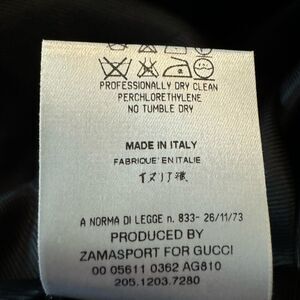 PROFESSIONALLY DRY CLEAN
PERCHLORETHYLENE
NO TUMBLE DRY
MADE IN ITALY
FABRIQUE' EN ITALIE
イタリア製
A NORMA DI LEGGE n. 833- 26/11/73
PRODUCED BY
ZAMASPORT FOR GUCCI
00 05611 0362 AG810
205.1203.7280